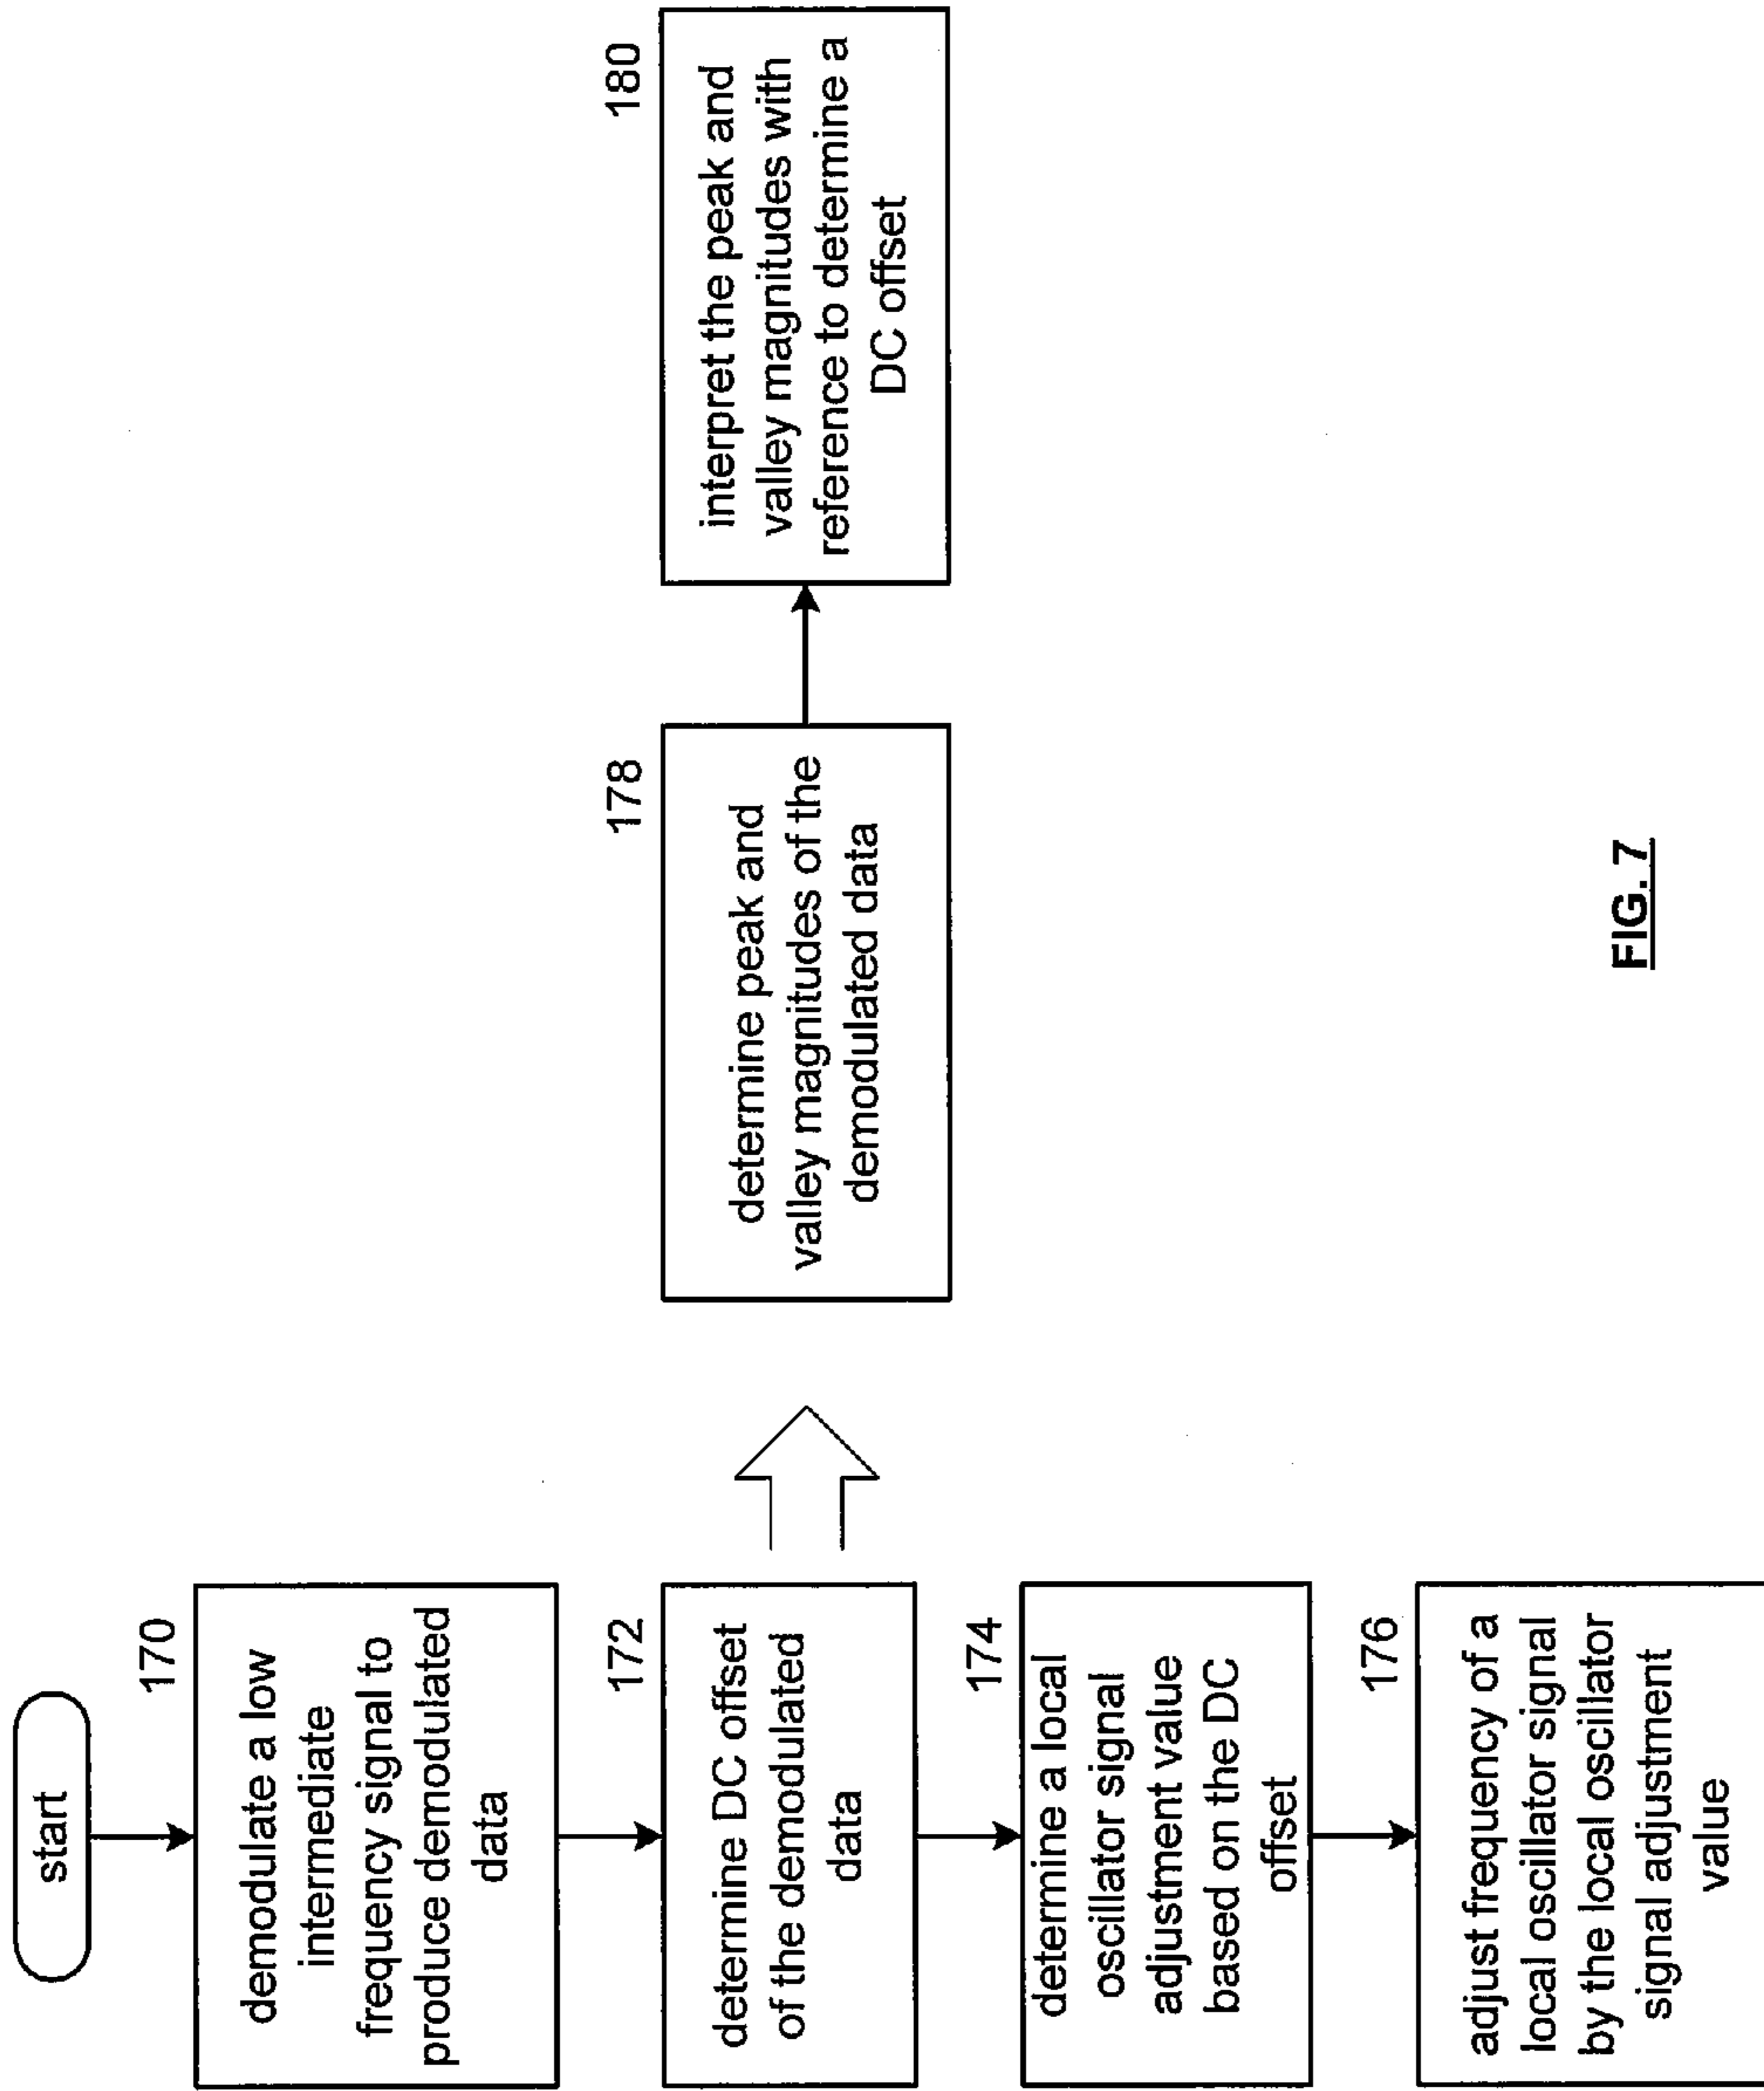 start
170
demodulate a low
intermediate
frequency signal to
produce demodulated
data
172
determine DC offset
of the demodulated
data
174
determine a local
oscillator signal
adjustment value
based on the DC
offset
176
adjust frequency of a
local oscillator signal
by the local oscillator
signal adjustment
value
178
determine peak and
valley magnitudes of the
demodulated data
180
interpret the peak and
valley magnitudes with
reference to determine a
DC offset
FIG. 7